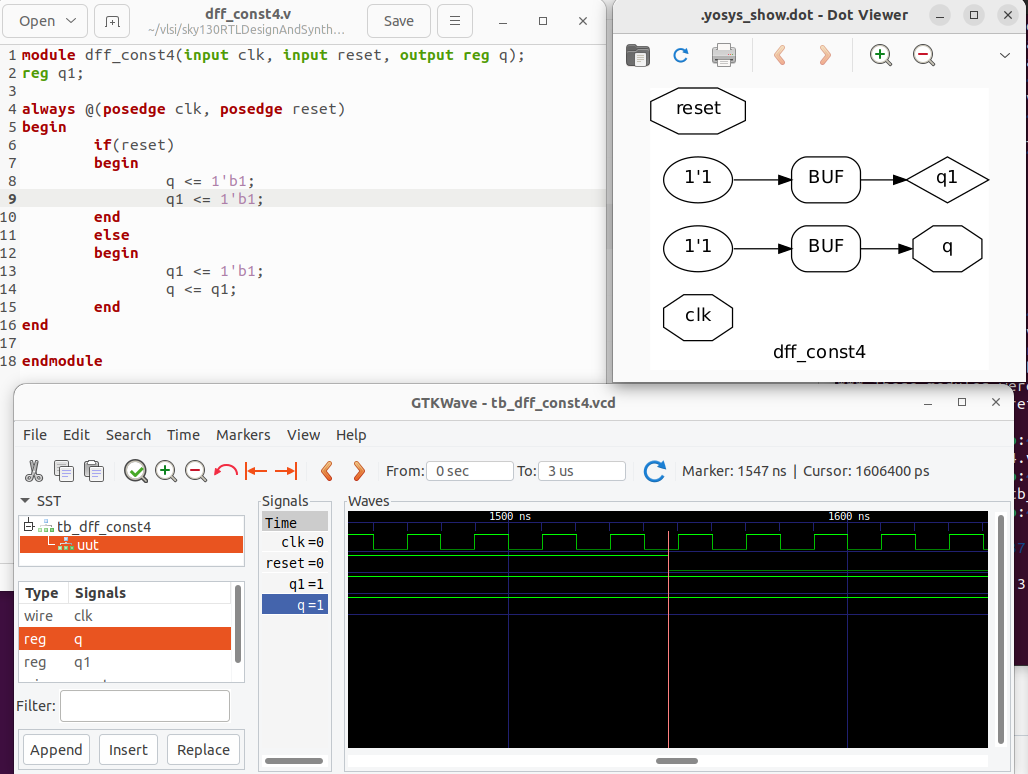 Open
dff_const4.v
~/vlsi/sky130RTLDesignAndSynth...
Save
1 module dff_const4(input clk, input reset, output reg q);
2 reg q1;
3
4 always @(posedge clk, posedge reset)
5 begin
6 if(reset)
7 begin
8 q <= 1'b1;
9 q1 <= 1'b1;
10 end
11 else
12 begin
13 q1 <= 1'b1;
14 q <= q1;
15 end
16 end
17
18 endmodule
.yosys_show.dot - Dot Viewer
reset
1'1 BUF q1
1'1 BUF q
clk
dff_const4
GTKWave - tb_dff_const4.vcd
File Edit Search Time Markers View Help
From: 0 sec To: 3 us Marker: 1547 ns | Cursor: 1606400 ps
SST
tb_dff_const4
uut
Type Signals
wire clk
reg q
reg q1
Filter:
Append Insert Replace
Signals
Time
clk =0
reset =0
q1 =1
q =1
Waves
1500 ns 1600 ns